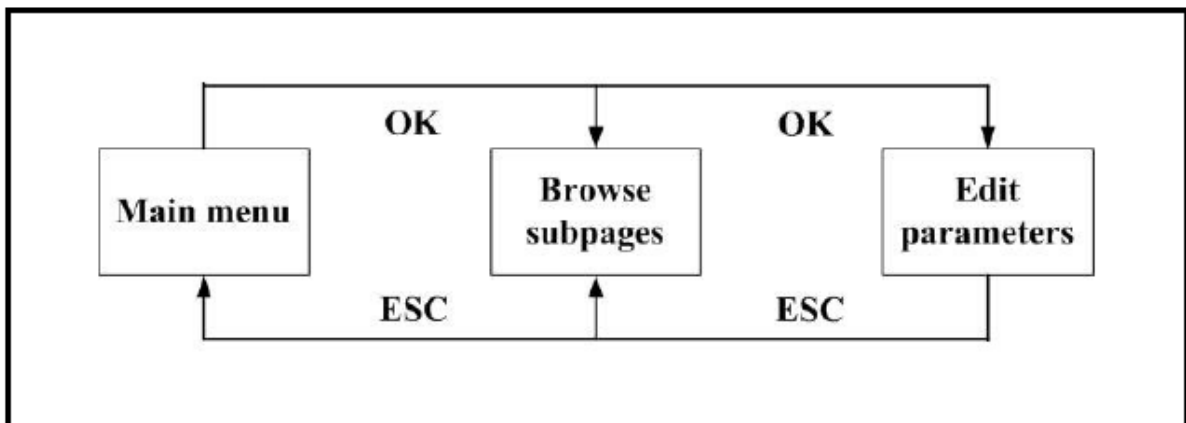 OK
OK
Main menu
Browse
subpages
Edit
parameters
ESC
ESC